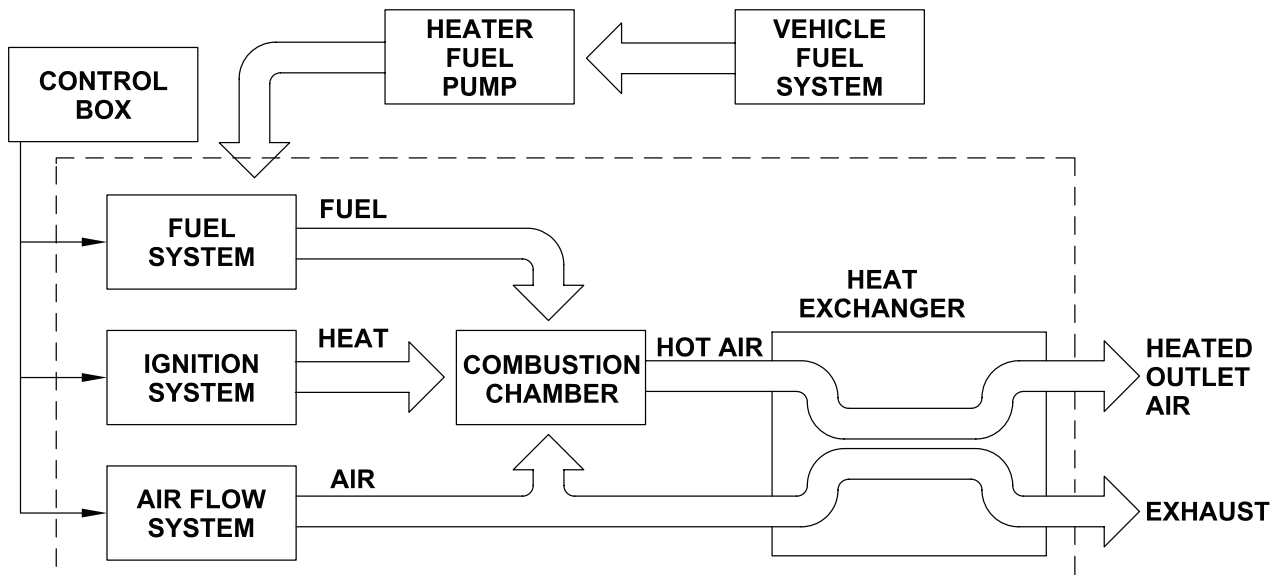 HEATER
FUEL
PUMP
VEHICLE
FUEL
SYSTEM
CONTROL
BOX
FUEL
SYSTEM
FUEL
HEAT
EXCHANGER
IGNITION
SYSTEM
HEAT
COMBUSTION
CHAMBER
HOT AIR
HEATED
OUTLET
AIR
AIR FLOW
SYSTEM
AIR
EXHAUST